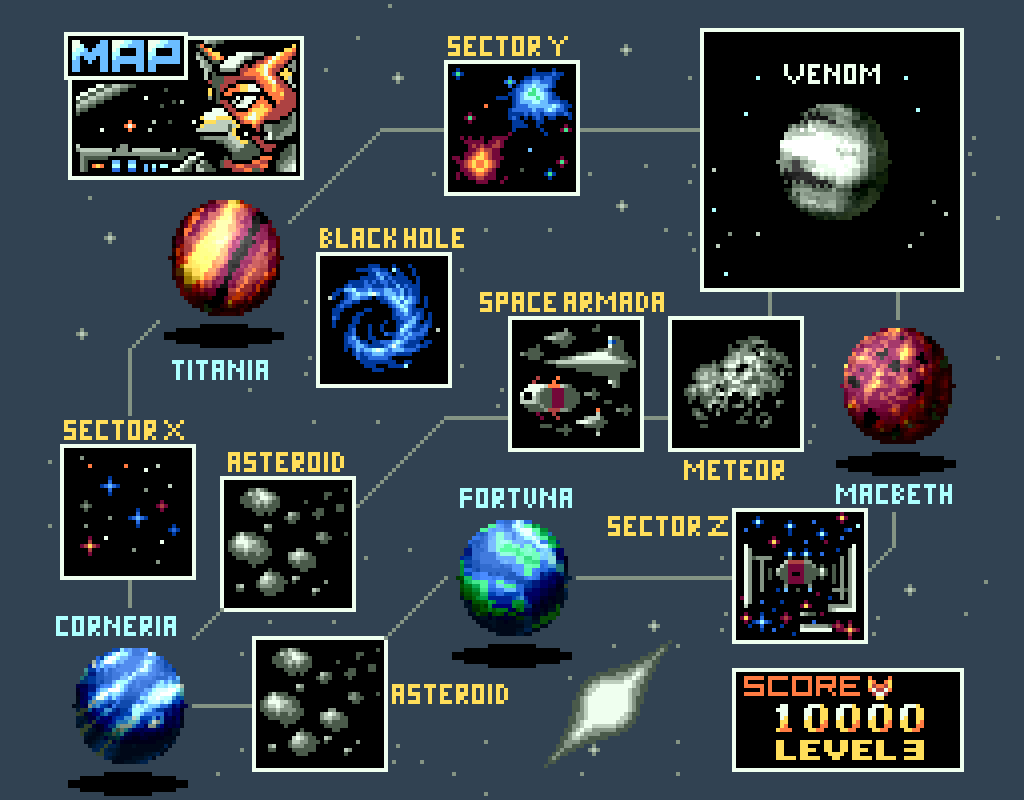 MAP
SECTOR Y
VENOM
BLACK HOLE
SPACE ARMADA
TITANIA
SECTOR X
ASTEROID
METEOR
MACBETH
FORTUNA
SECTOR Z
CORNERIA
ASTEROID
SCORE
10000
LEVEL 3